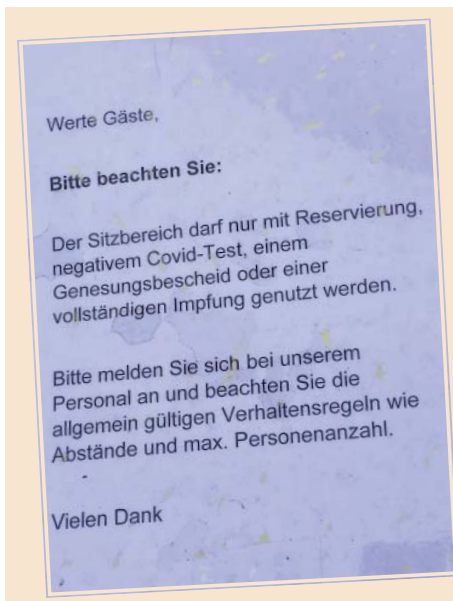 Werte Gäste,
Bitte beachten Sie:
Der Sitzbereich darf nur mit Reservierung,
negativem Covid-Test, einem
Genesungsbescheid oder einer
vollständigen Impfung genutzt werden.
Bitte melden Sie sich bei unserem
Personal an und beachten Sie die
allgemein gültigen Verhaltensregeln wie
Abstände und max. Personenanzahl.
Vielen Dank